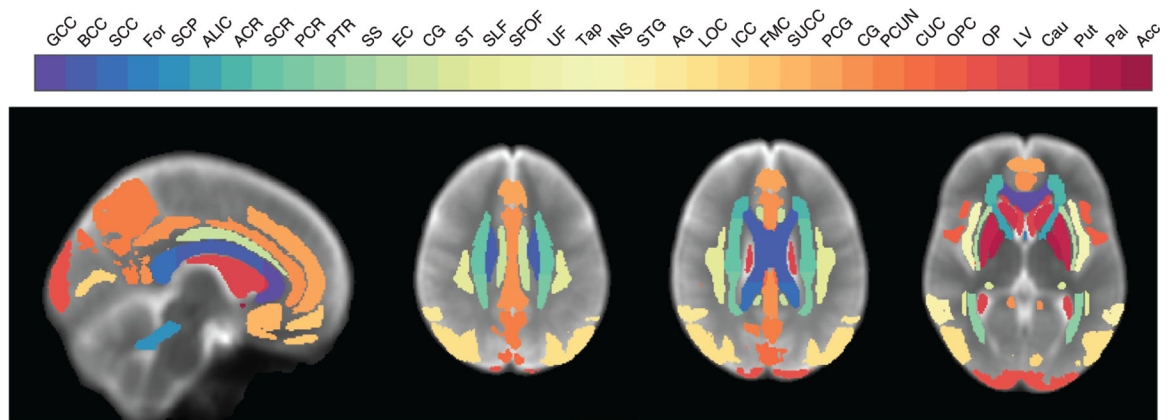 GCC BCC SCC For SCP ALIC ACR SCR PCR PTR SS EC CG ST SLF SFOF UF Tap INS STG AG LOC ICC FMC SUCC PCG CG PCUN CUC OPC OP LV Cau Put Pal Acc